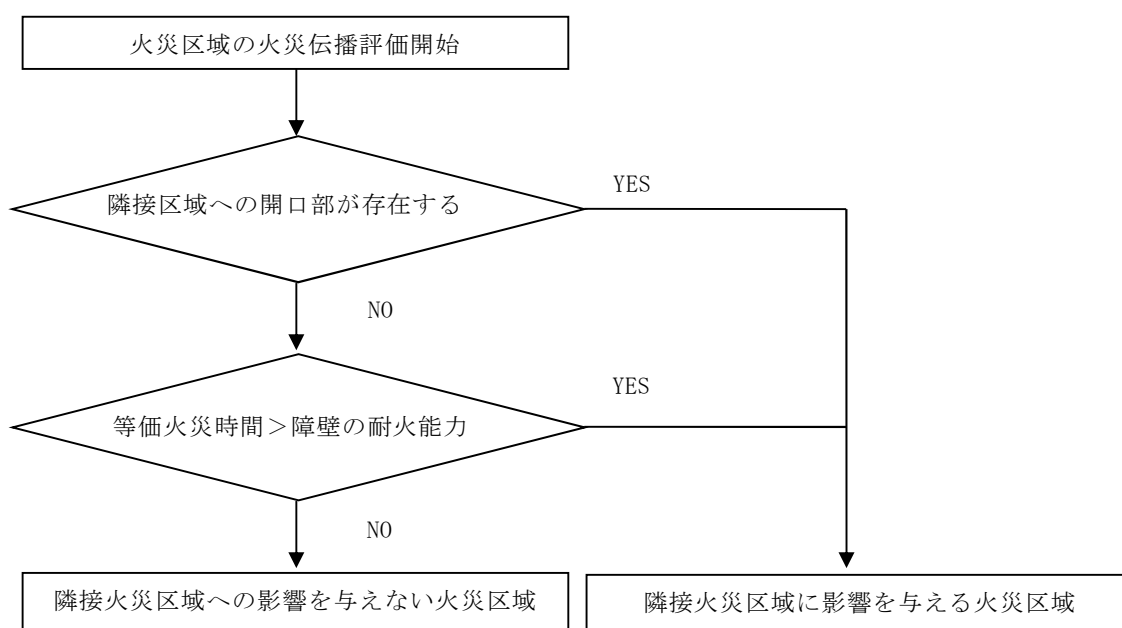 火災区域の火災伝播評価開始
隣接区域への開口部が存在する
YES
NO
等価火災時間＞障壁の耐火能力
YES
NO
隣接火災区域への影響を与えない火災区域
隣接火災区域に影響を与える火災区域